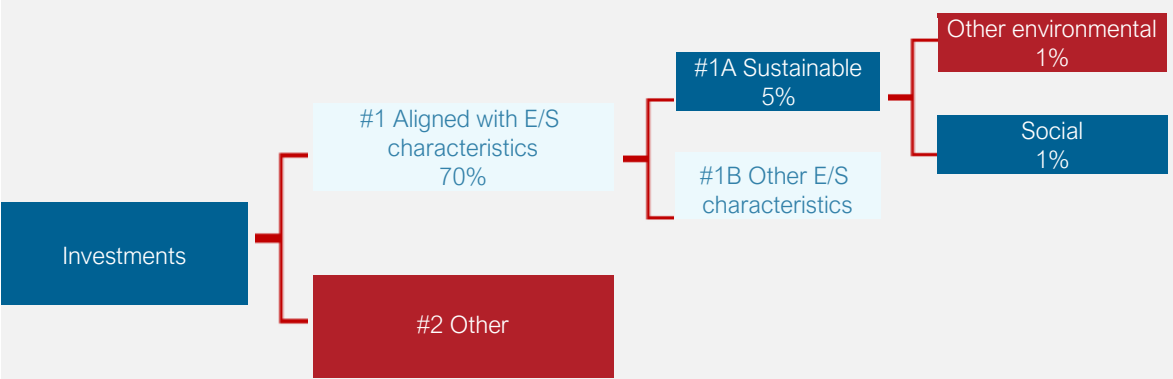 Investments
#1 Aligned with E/S
characteristics
70%
#2 Other
#1A Sustainable
5%
#1B Other E/S
characteristics
Other environmental
1%
Social
1%